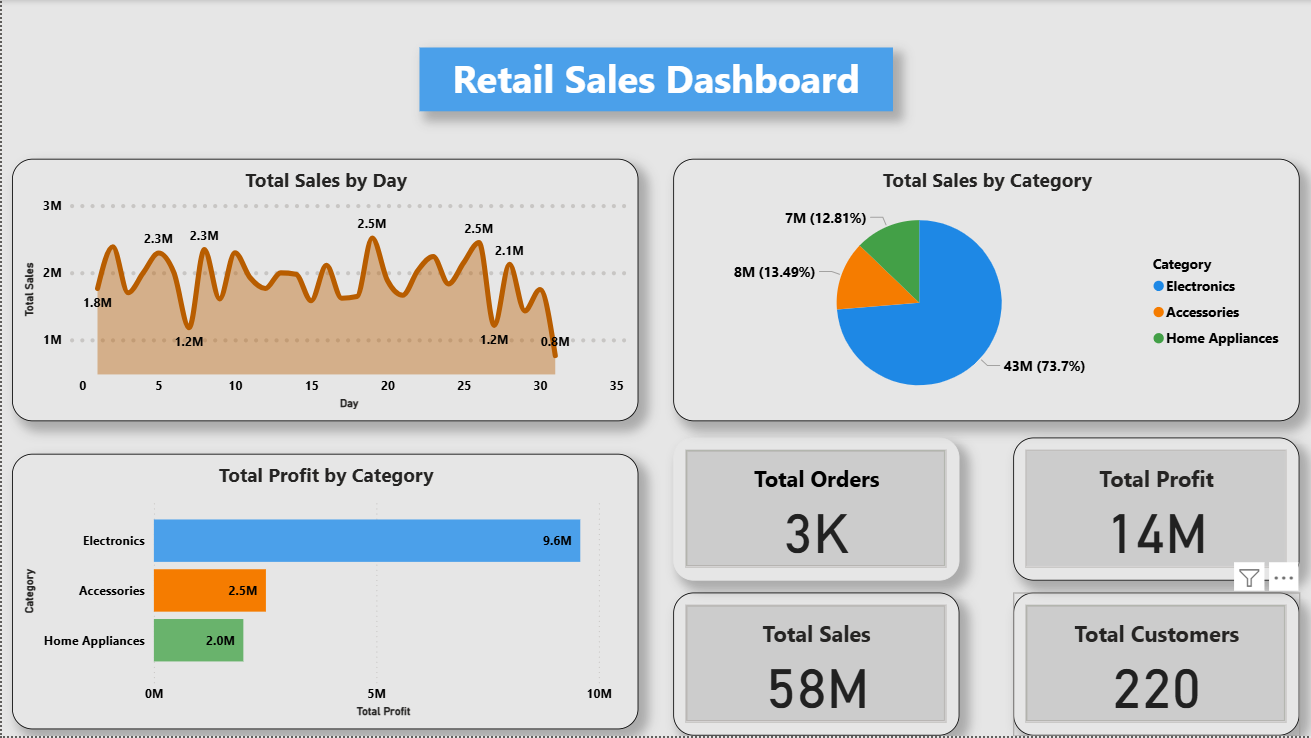 Retail Sales Dashboard
Total Sales by Day
3M
2M
1M
Total Sales
1.8M
2.3M
1.2M
2.3M
2.5M
2.5M
1.2M
2.1M
0.8M
0 5 10 15 20 25 30 35
Day
Total Sales by Category
7M (12.81%)
8M (13.49%)
43M (73.7%)
Category
Electronics
Accessories
Home Appliances
Total Profit by Category
Category
Electronics 9.6M
Accessories 2.5M
Home Appliances 2.0M
0M 5M 10M
Total Profit
Total Orders
3K
Total Profit
14M
Total Sales
58M
Total Customers
220